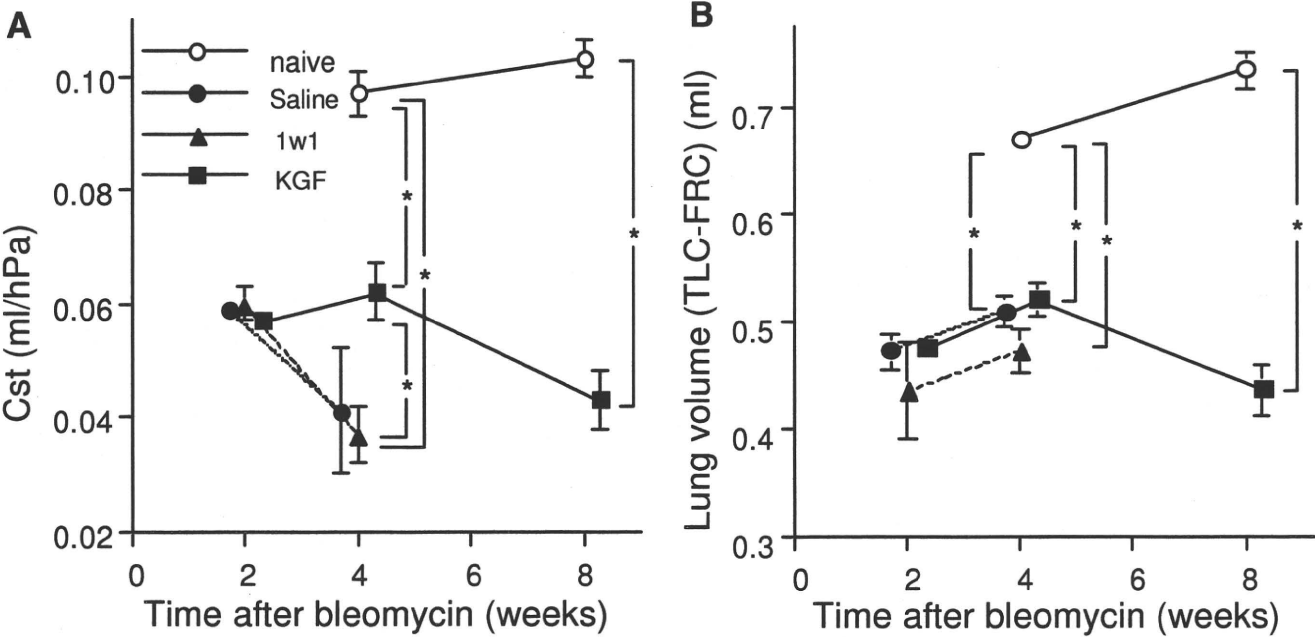 A
naive
Saline
1w1
KGF
Cst (ml/hPa)
0.10
0.08
0.06
0.04
0.02
*
*
*
*
0 2 4 6 8
Time after bleomycin (weeks)
B
Lung volume (TLC-FRC) (ml)
0.7
0.6
0.5
0.4
0.3
*
*
*
*
0 2 4 6 8
Time after bleomycin (weeks)